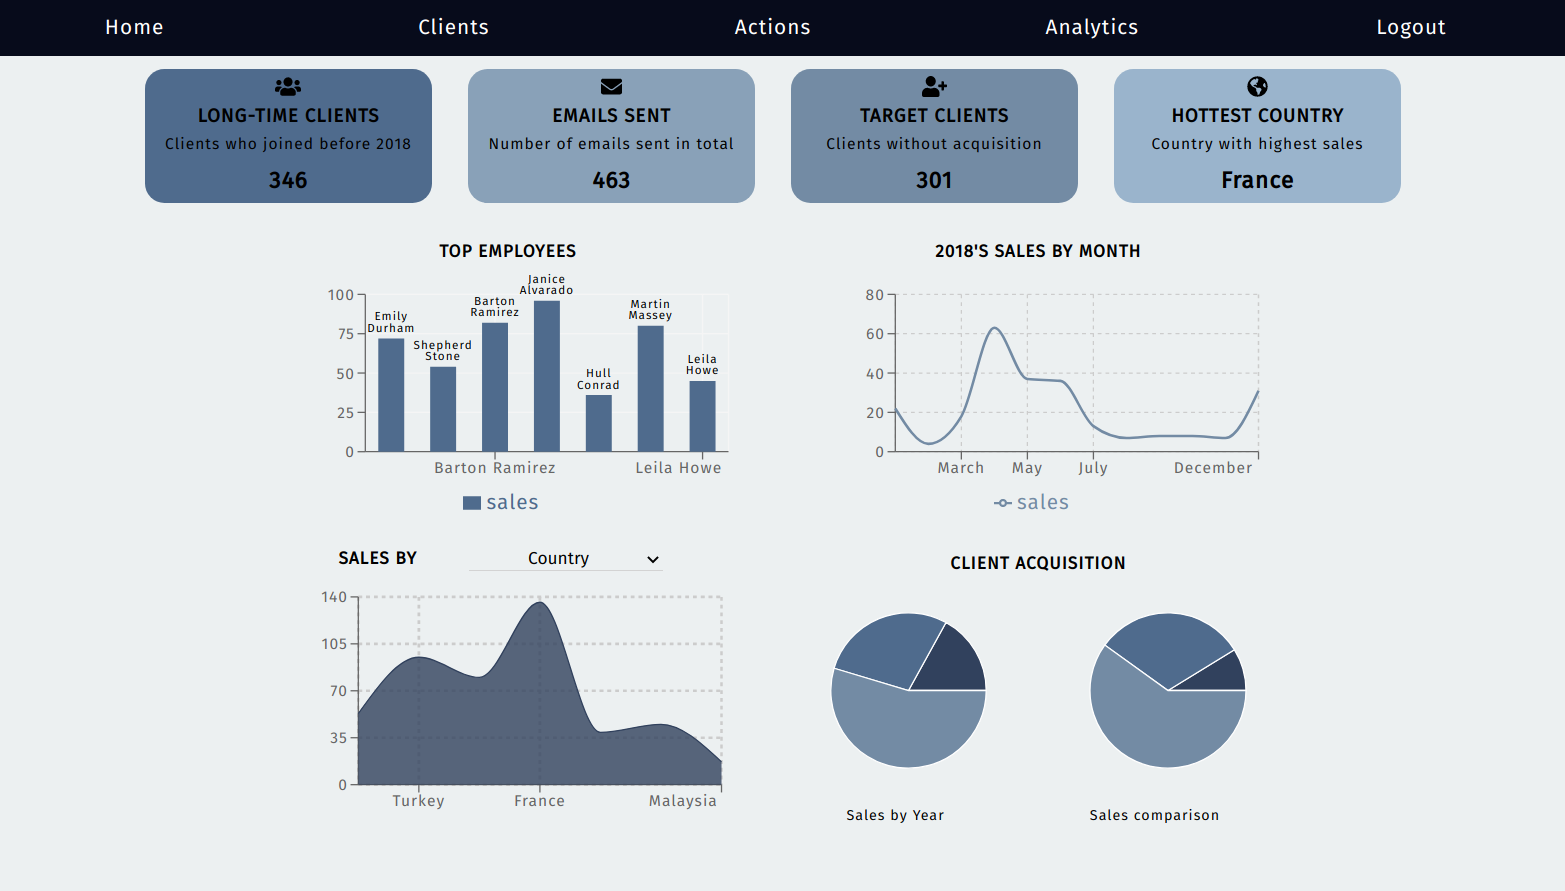 Home
Clients
Actions
Analytics
Logout
LONG-TIME CLIENTS
Clients who joined before 2018
346
EMAILS SENT
Number of emails sent in total
463
TARGET CLIENTS
Clients without acquisition
301
HOTTEST COUNTRY
Country with highest sales
France
TOP EMPLOYEES
100
75
50
25
0
Emily
Durham
Shepherd
Stone
Barton
Ramirez
Janice
Alvarado
Hull
Conrad
Martin
Massey
Leila
Howe
Barton Ramirez
Leila Howe
sales
2018'S SALES BY MONTH
80
60
40
20
0
March
May
July
December
sales
SALES BY
Country
140
105
70
35
0
Turkey
France
Malaysia
CLIENT ACQUISITION
Sales by Year
Sales comparison